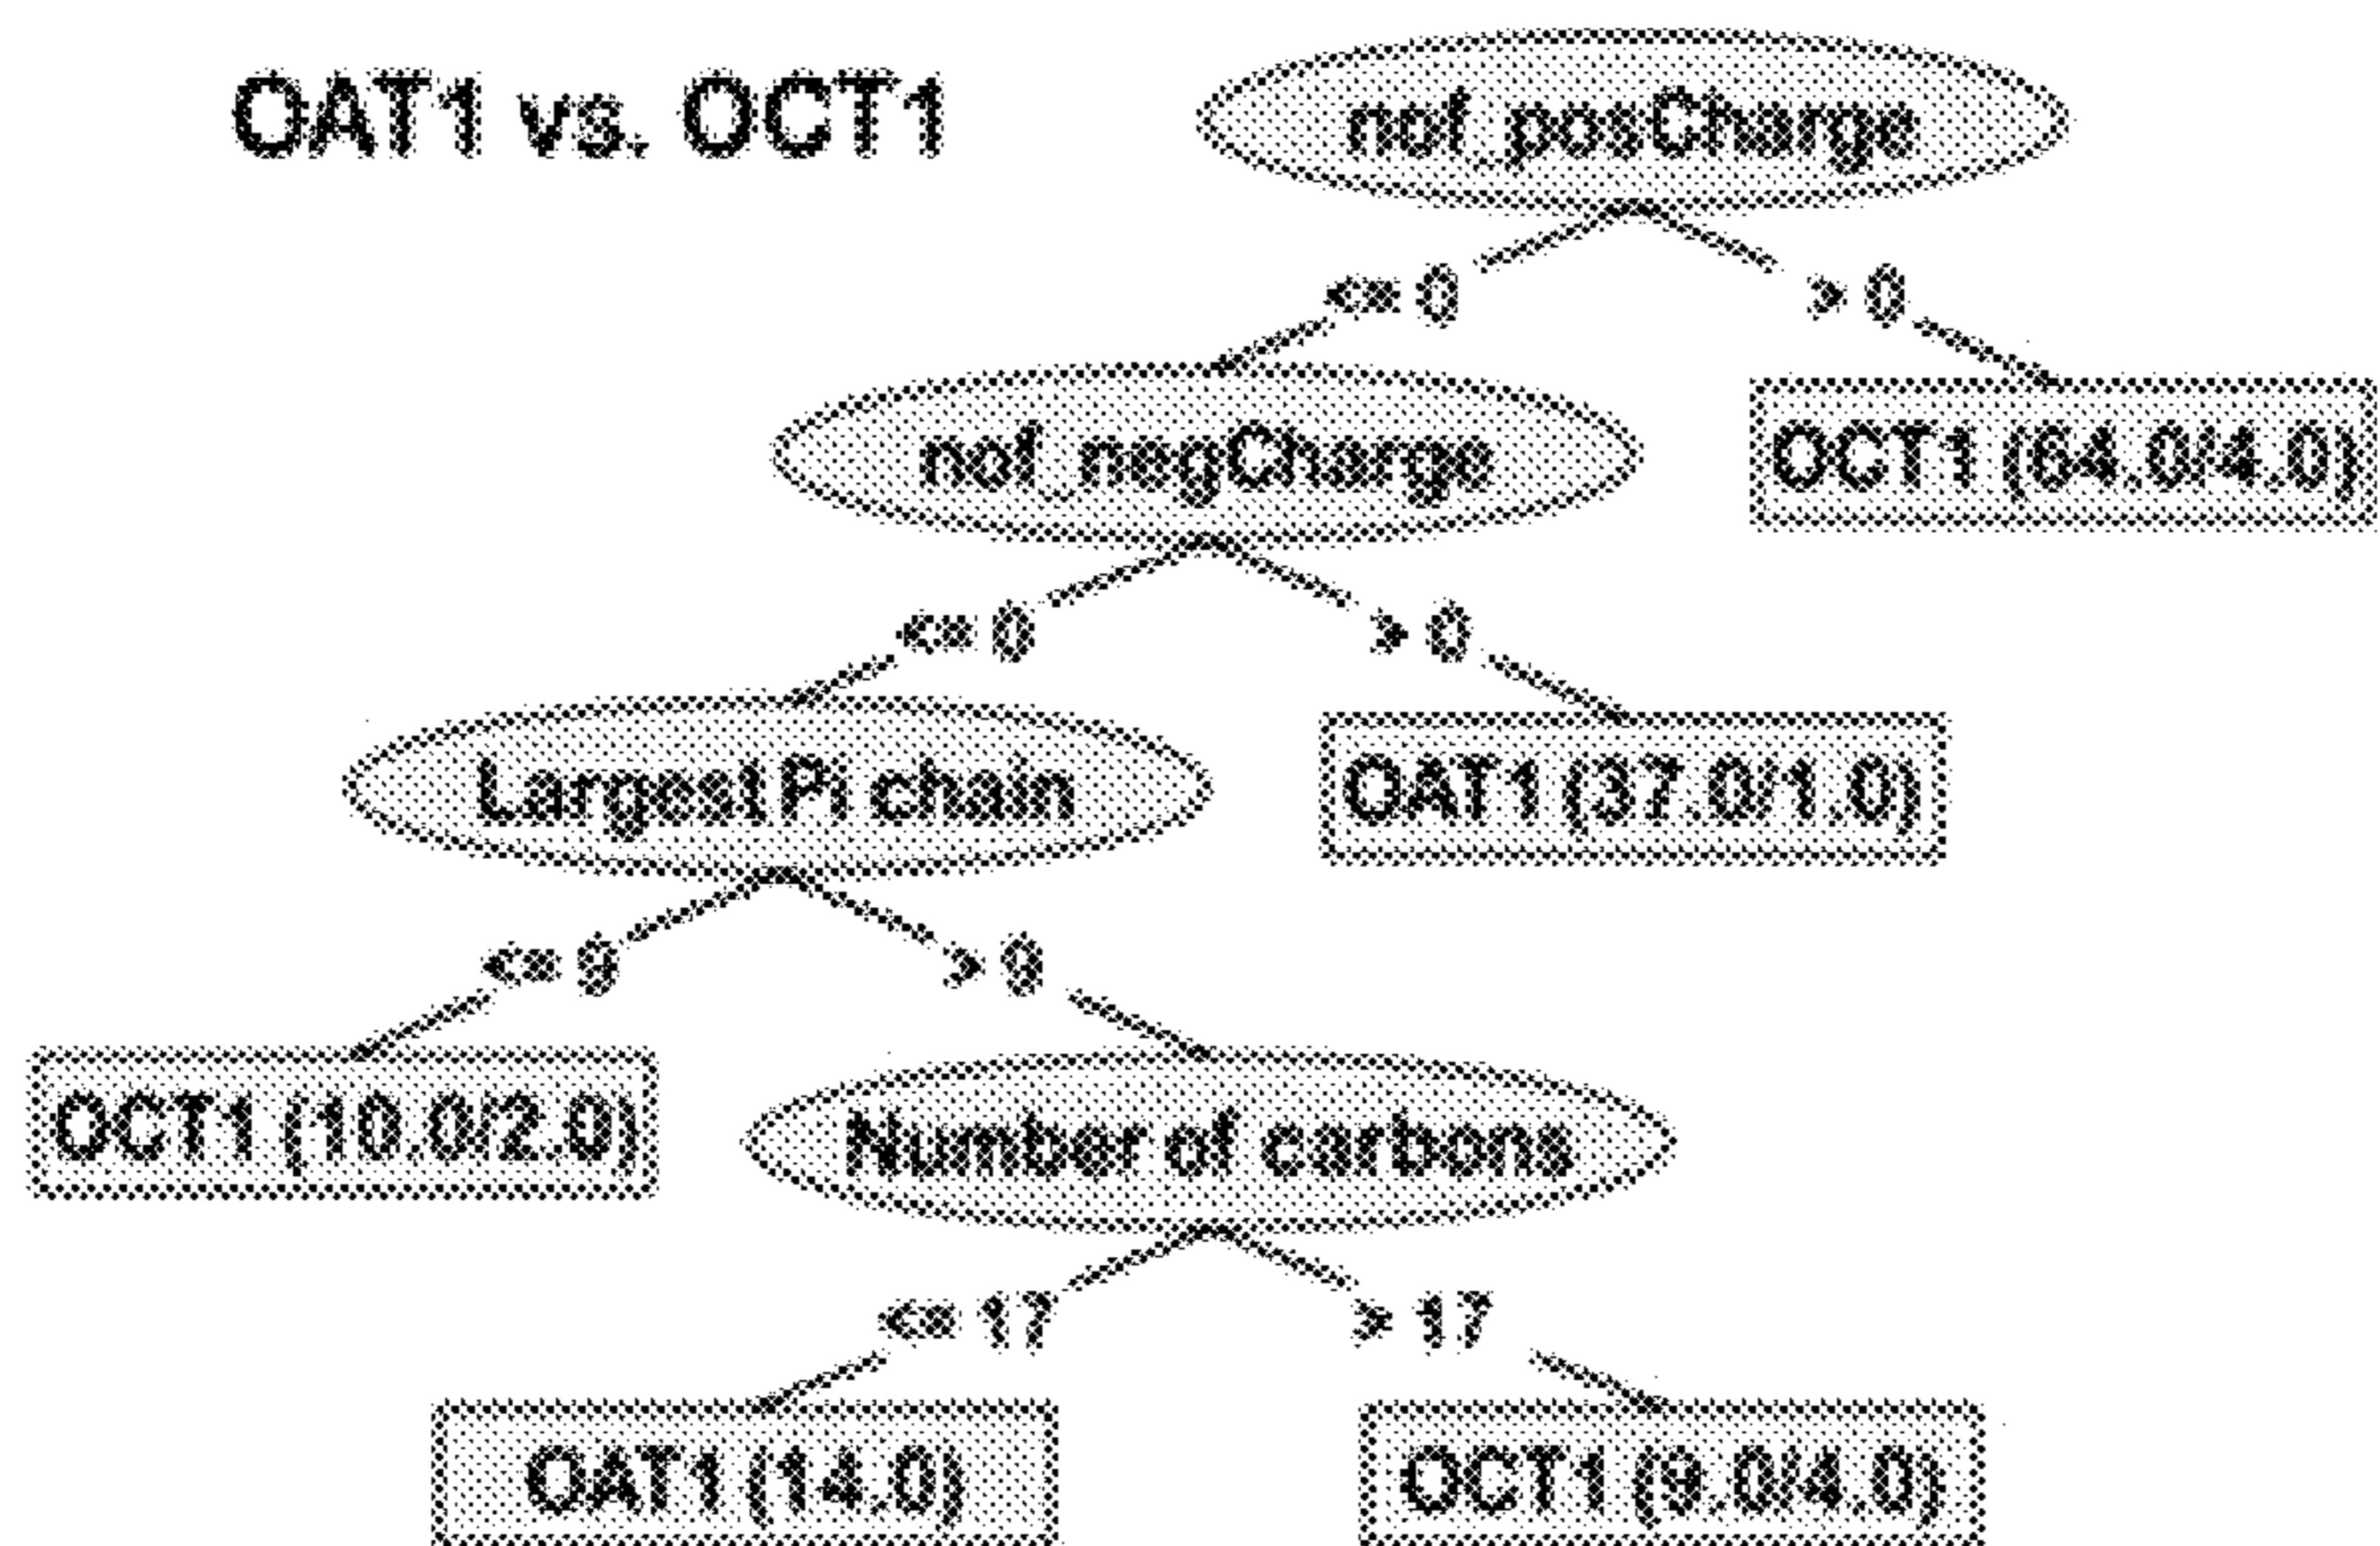 OAT1 vs. OCT1
nof_posCharge
<= 0
> 0
nof_negCharge
OCT1 (64.0/4.0)
<= 0
> 0
Largest Pi chain
OAT1 (37.0/1.0)
<= 9
> 9
OCT1 (10.0/2.0)
Number of carbons
<= 17
> 17
OAT1 (14.0)
OCT1 (9.0/4.0)